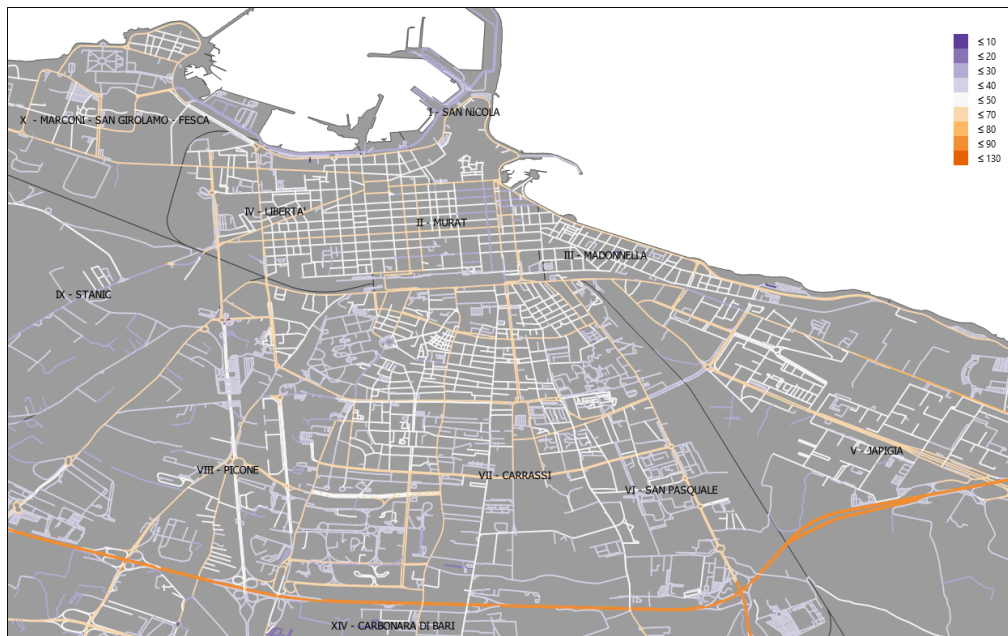 ≤ 10
≤ 20
≤ 30
≤ 40
≤ 50
≤ 70
≤ 80
≤ 90
≤ 130
I - SAN NICOLA
X - MARCONI - SAN GIROLAMO - FESCA
IV - LIBERTA'
II - MURAT
III - MADONNELLA
IX - STANIC
V - JAPIGIA
VIII - PICONE
VII - CARRASSI
VI - SAN PASQUALE
XIV - CARBONARA DI BARI